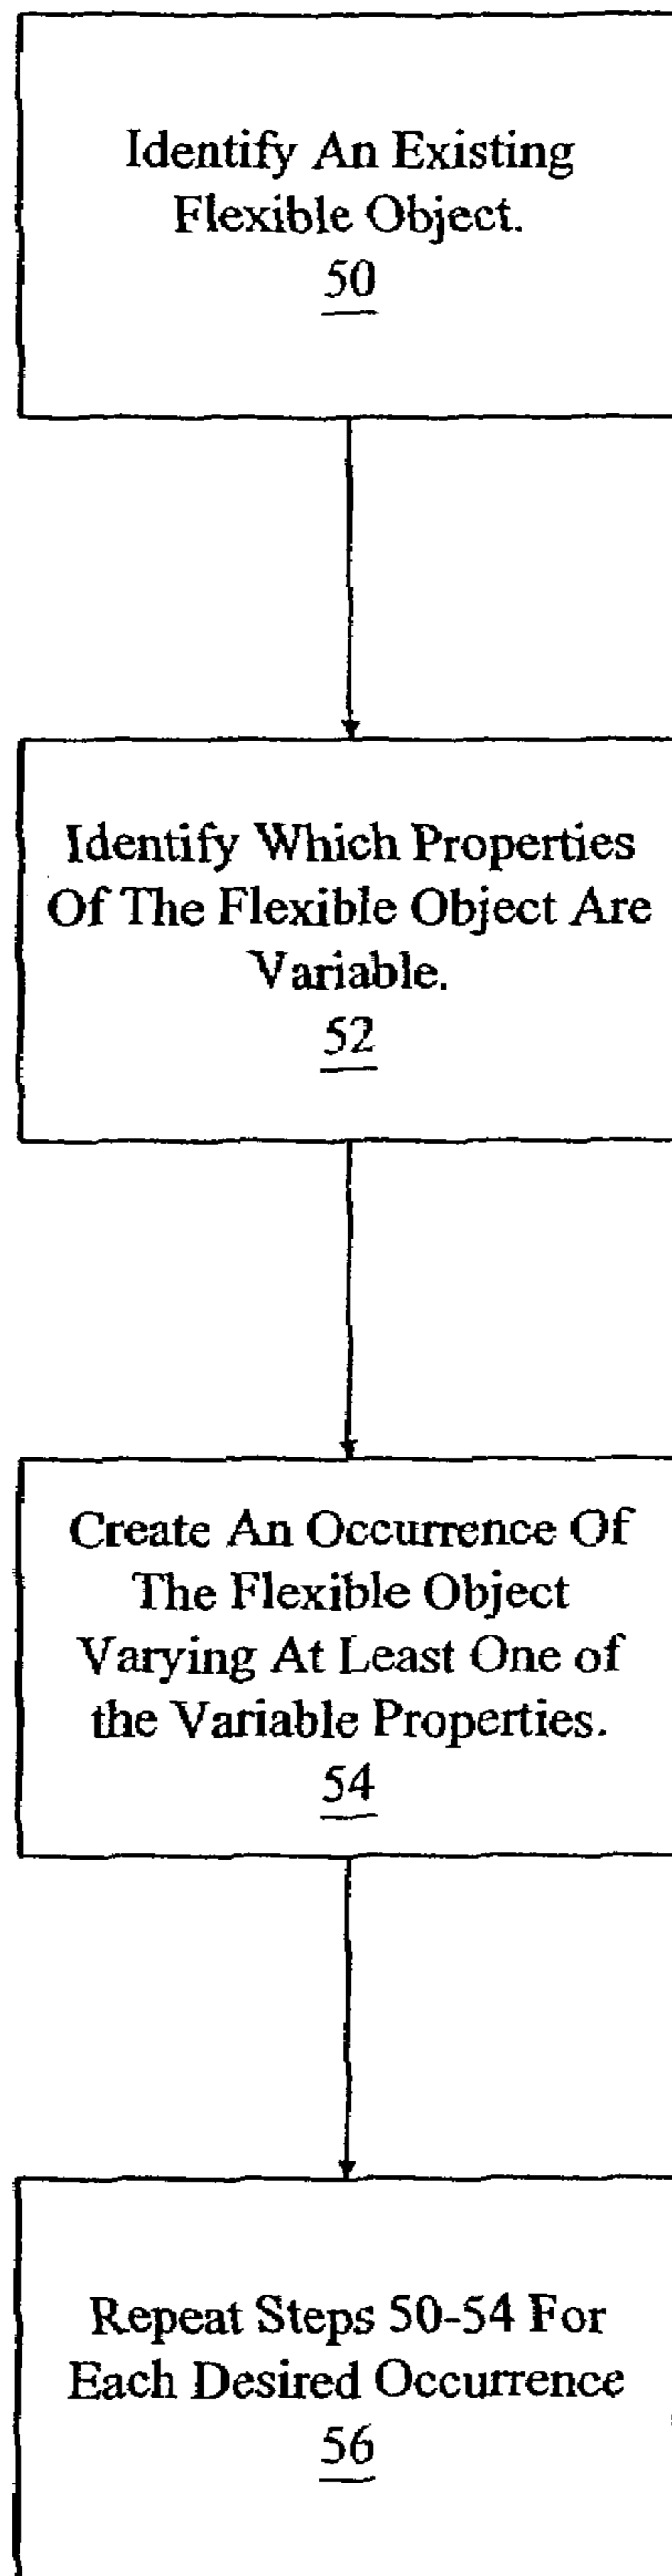 Identify An Existing
Flexible Object.
50
Identify Which Properties
Of The Flexible Object Are
Variable.
52
Create An Occurrence Of
The Flexible Object
Varying At Least One of
the Variable Properties.
54
Repeat Steps 50-54 For
Each Desired Occurrence
56